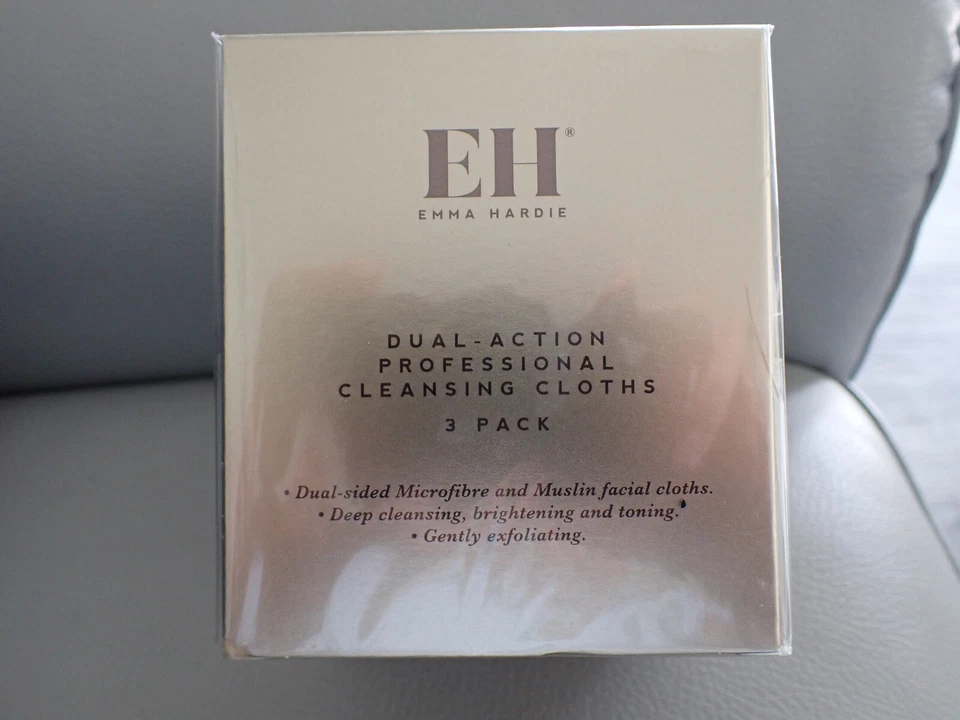 EH®
EMMA HARDIE
DUAL-ACTION
PROFESSIONAL
CLEANSING CLOTHS
3 PACK
• Dual-sided Microfibre and Muslin facial cloths.
• Deep cleansing, brightening and toning.
• Gently exfoliating.